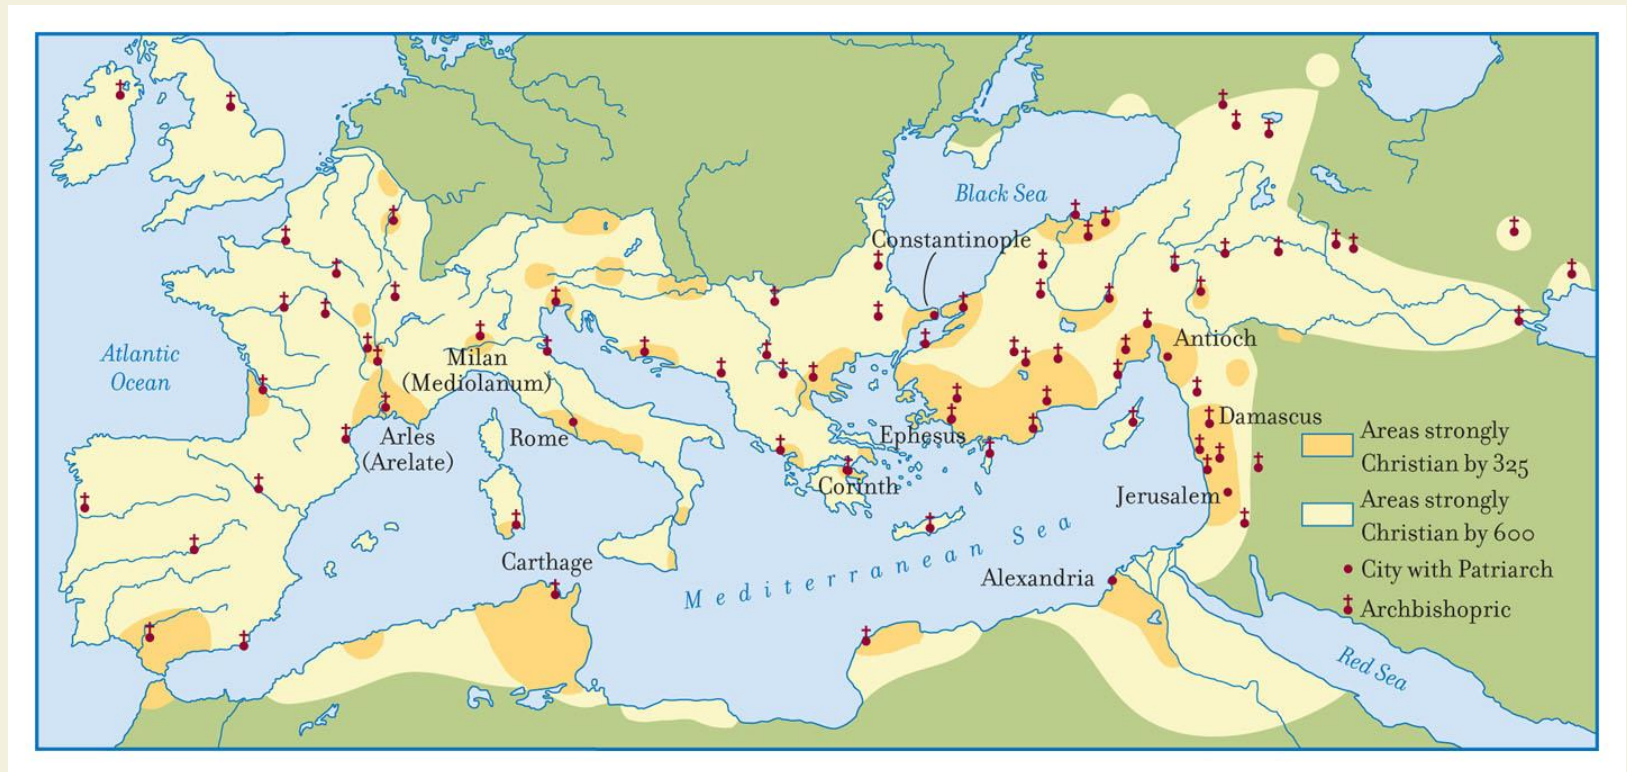 Black Sea
Constantinople
Atlantic
Ocean
Milan
(Mediolanum)
Antioch
Arles
(Arelate)
Rome
Ephesus
Damascus
Corinth
Jerusalem
Carthage
Mediterranean Sea
Alexandria
Red Sea
Areas strongly
Christian by 325
Areas strongly
Christian by 600
City with Patriarch
Archbishopric